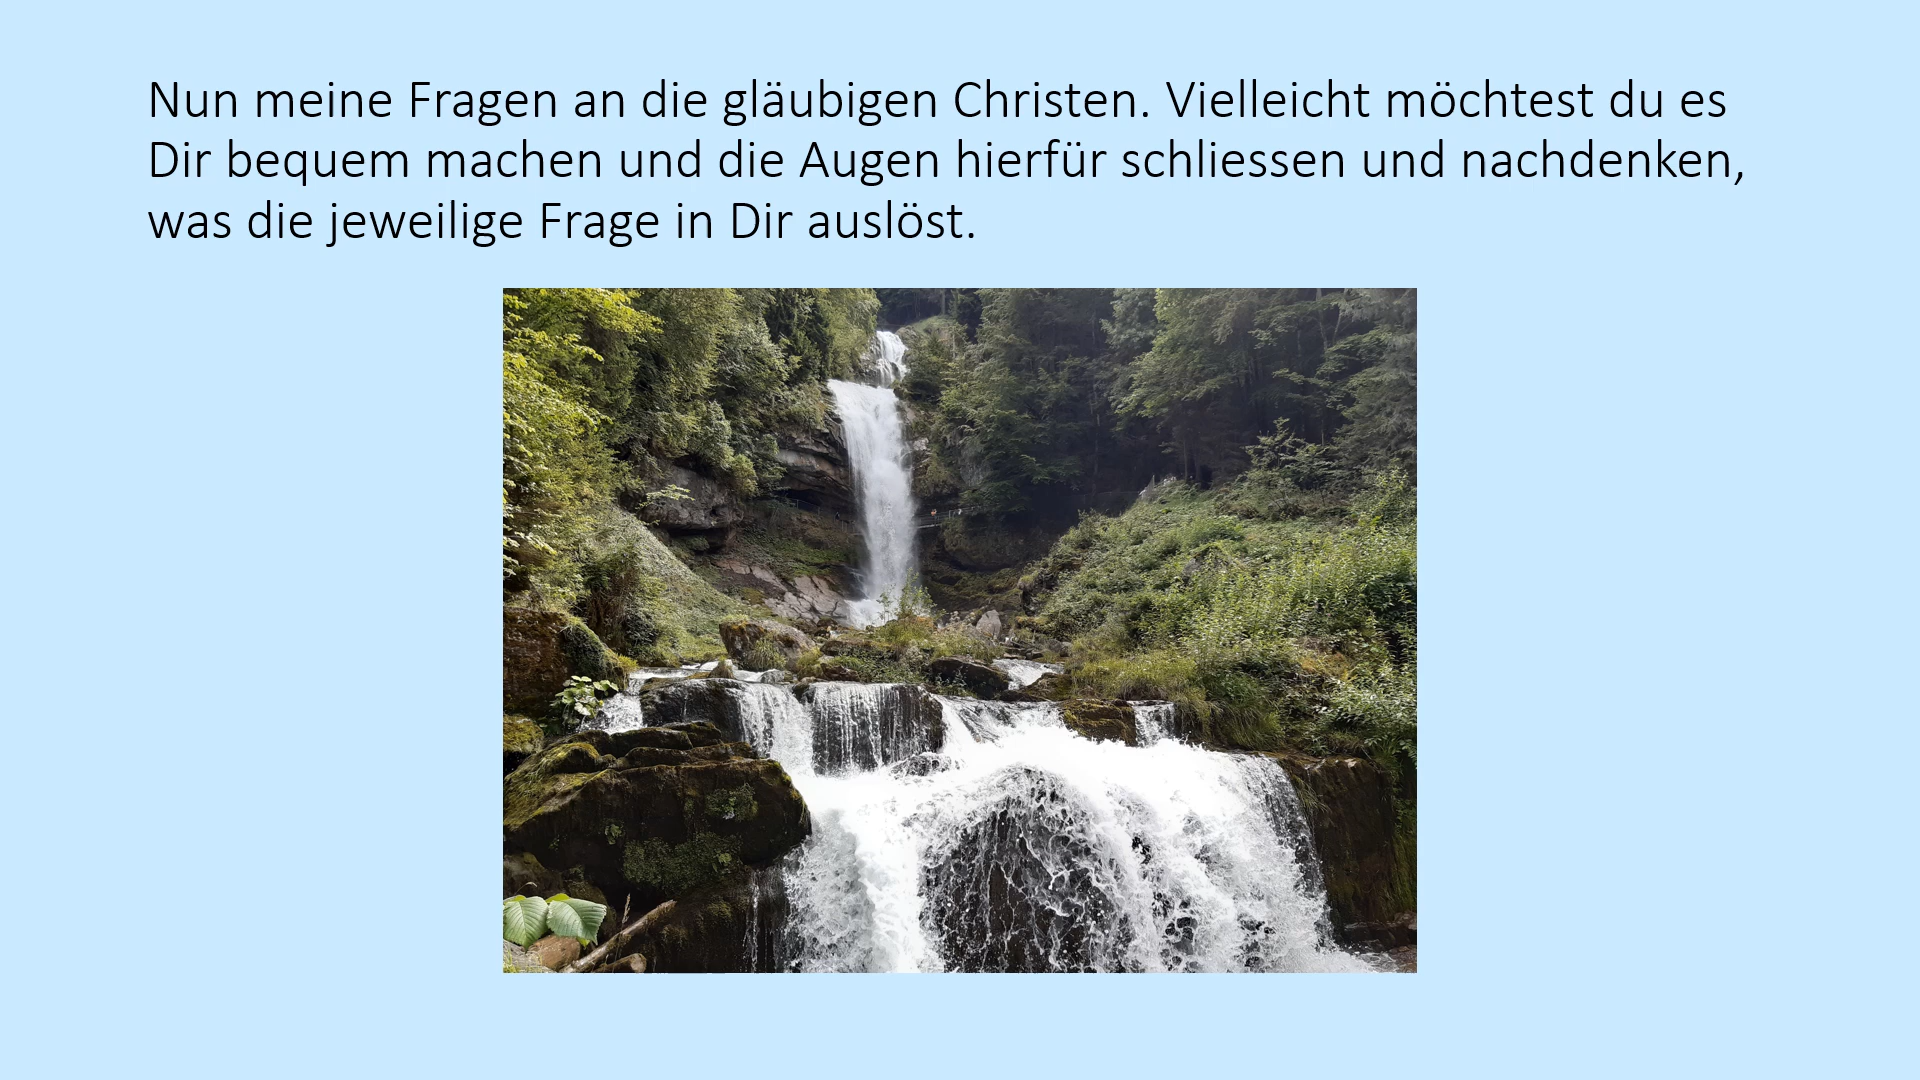 Nun meine Fragen an die gläubigen Christen. Vielleicht möchtest du es
Dir bequem machen und die Augen hierfür schliessen und nachdenken,
was die jeweilige Frage in Dir auslöst.